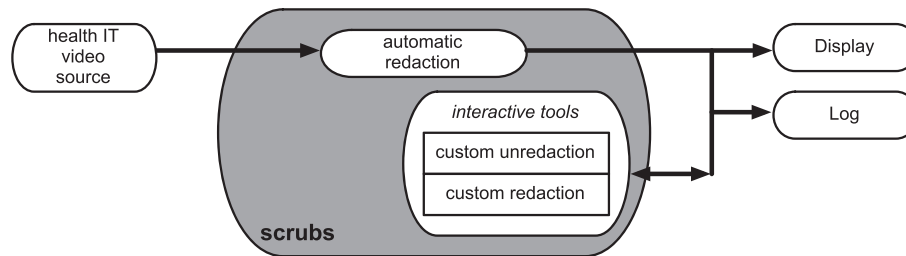 health IT
video
source
automatic
redaction
Display
Log
interactive tools
custom unredaction
custom redaction
scrubs